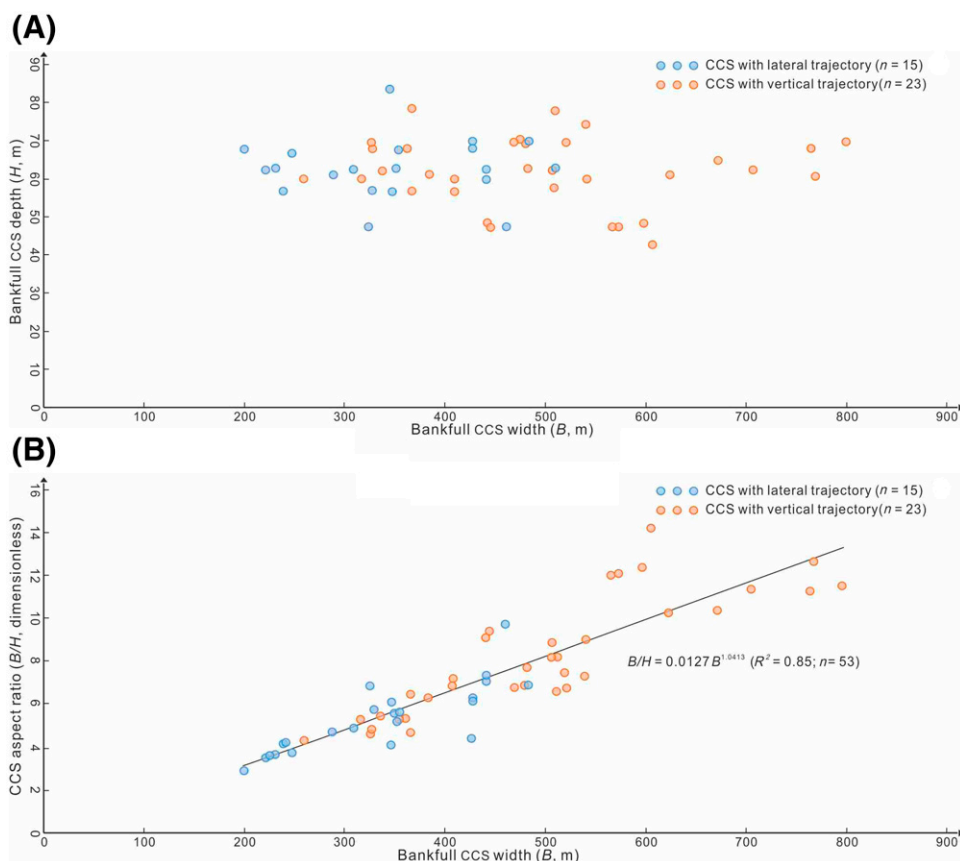 (A)
90
80
70
60
50
40
30
20
10
0
Bankfull CCS depth (H, m)
CCS with lateral trajectory (n = 15)
CCS with vertical trajectory(n = 23)
0 100 200 300 400 500 600 700 800 900
Bankfull CCS width (B, m)
(B)
16
14
12
10
8
6
4
2
0
CCS aspect ratio (B/H, dimensionless)
CCS with lateral trajectory (n = 15)
CCS with vertical trajectory(n = 23)
B/H = 0.0127 B^1.0413 (R² = 0.85; n= 53)
0 100 200 300 400 500 600 700 800 900
Bankfull CCS width (B, m)